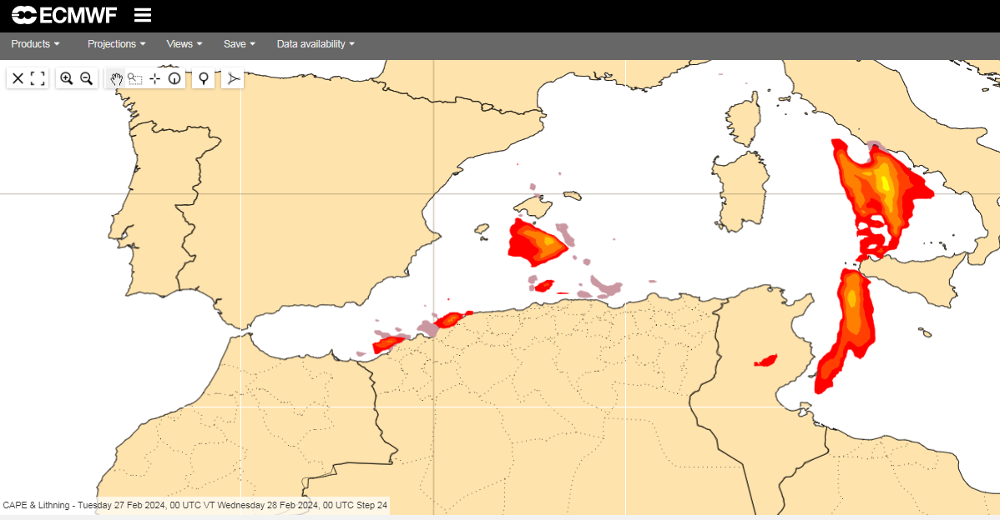 ECMWF
Products Projections Views Save Data availability
CAPE & Lithning - Tuesday 27 Feb 2024, 00 UTC VT Wednesday 28 Feb 2024, 00 UTC Step 24